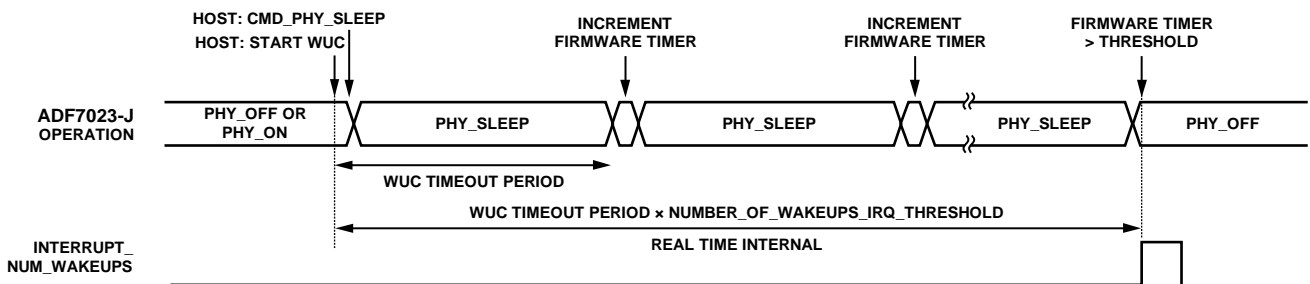 HOST: CMD_PHY_SLEEP
HOST: START WUC
INCREMENT
FIRMWARE TIMER
INCREMENT
FIRMWARE TIMER
FIRMWARE TIMER
> THRESHOLD
ADF7023-J
OPERATION
PHY_OFF OR
PHY_ON
PHY_SLEEP
PHY_SLEEP
PHY_SLEEP
PHY_OFF
WUC TIMEOUT PERIOD
WUC TIMEOUT PERIOD × NUMBER_OF_WAKEUPS_IRQ_THRESHOLD
REAL TIME INTERNAL
INTERRUPT_
NUM_WAKEUPS